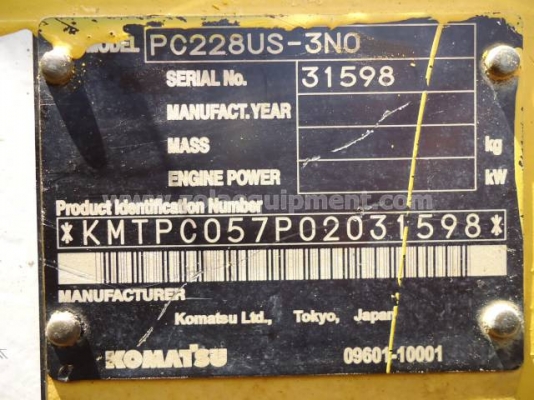 MODEL PC228US-3N0
SERIAL No. 31598
MANUFACT.YEAR
MASS kg
ENGINE POWER kW
Product Identification Number
*KMTPC057P02031598*
MANUFACTURER
Komatsu Ltd., Tokyo, Japan
KOMATSU 09601-10001